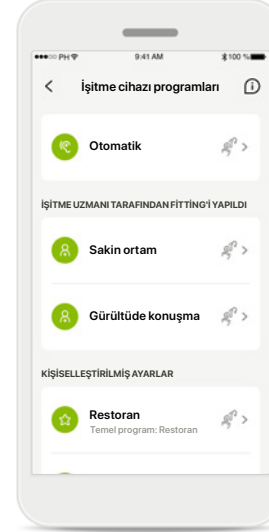 PH 9:41 AM 100 %
İşitme cihazı programları
Otomatik
İŞİTME UZMANI TARAFINDAN FİTTİNG'İ YAPILDI
Sakin ortam
Gürültüde konuşma
KİŞİSELLEŞTİRİLMİŞ AYARLAR
Restoran
Temel program: Restoran